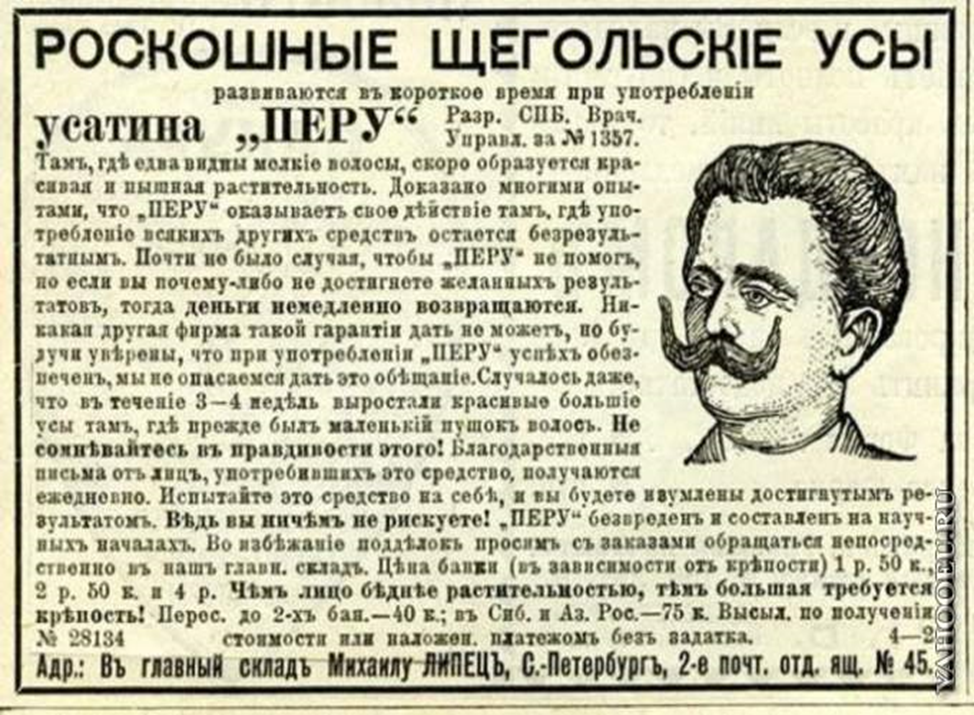 РОСКОШНЫЕ ЩЕГОЛЬСКІЕ УСЫ
развиваются въ короткое время при употребленіи
усатина „ПЕРУ“
Разр. СПБ. Врач.
Управл. за № 1357.
Тамъ, гдѣ едва видны мелкіе волосы, скоро образуется кра-
сивая и пышная растительность. Доказано многими опы-
тами, что „ПЕРУ“ оказываетъ свое дѣйствіе тамъ, гдѣ упо-
требленіе всякихъ другихъ средствъ остается безрезуль-
татнымъ. Почти не было случая, чтобы „ПЕРУ“ не помогъ,
но если вы почему-либо не достигнете желанныхъ резуль-
татовъ, тогда деньги немедленно возвращаются. Ни-
какая другая фирма такой гарантіи дать не можетъ, но бу-
дучи увѣрены, что при употребленіи „ПЕРУ“ успѣхъ обез-
печенъ, мы не опасаемся дать это обѣщаніе. Случалось даже,
что въ теченіе 3—4 недѣль выростали красивые большіе
усы тамъ, гдѣ прежде былъ маленькій пушокъ волосъ. Не
сомнѣвайтесь въ правдивости этого! Благодарственныя
письма отъ лицъ, употребившихъ это средство, получаются
ежедневно. Испытайте это средство на себѣ, и вы будете изумлены достигнутымъ ре-
зультатомъ. Вѣдь вы ничѣмъ не рискуете! „ПЕРУ“ безвреденъ и составленъ на науч-
ныхъ началахъ. Во избѣжаніе поддѣлокъ просимъ съ заказами обращаться непосред-
ственно въ нашъ главн. складъ. Цѣна банки (въ зависимости отъ крѣпости) 1 р. 50 к.,
2 р. 50 к. и 4 р. Чѣмъ лицо бѣднѣе растительностью, тѣмъ большая требуется
крѣпость! Перес. до 2-хъ бан.—40 к.; въ Сиб. и Аз. Рос.—75 к. Высыл. по полученіи
№ 28134 стоимости или наложен. платежомъ безъ задатка. 4—2
Адр.: Въ главный складъ Михаилу ЛИПЕЦЪ, С.-Петербургъ, 2-е почт. отд. ящ. № 45.
YAHOOEU.RU